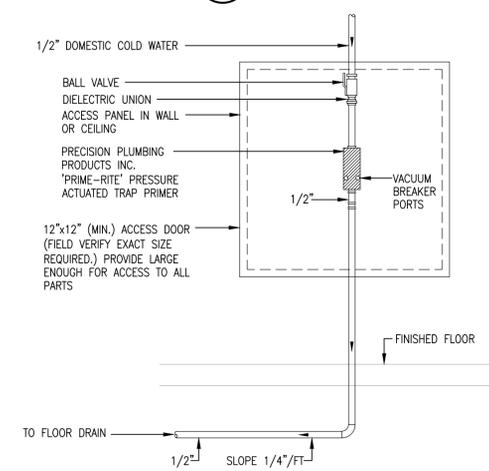 1/2" DOMESTIC COLD WATER
BALL VALVE
DIELECTRIC UNION
ACCESS PANEL IN WALL
OR CEILING
PRECISION PLUMBING
PRODUCTS INC.
'PRIME-RITE' PRESSURE
ACTUATED TRAP PRIMER
VACUUM
BREAKER
PORTS
1/2"
12"x12" (MIN.) ACCESS DOOR
(FIELD VERIFY EXACT SIZE
REQUIRED.) PROVIDE LARGE
ENOUGH FOR ACCESS TO ALL
PARTS
FINISHED FLOOR
TO FLOOR DRAIN
1/2"
SLOPE 1/4"/FT